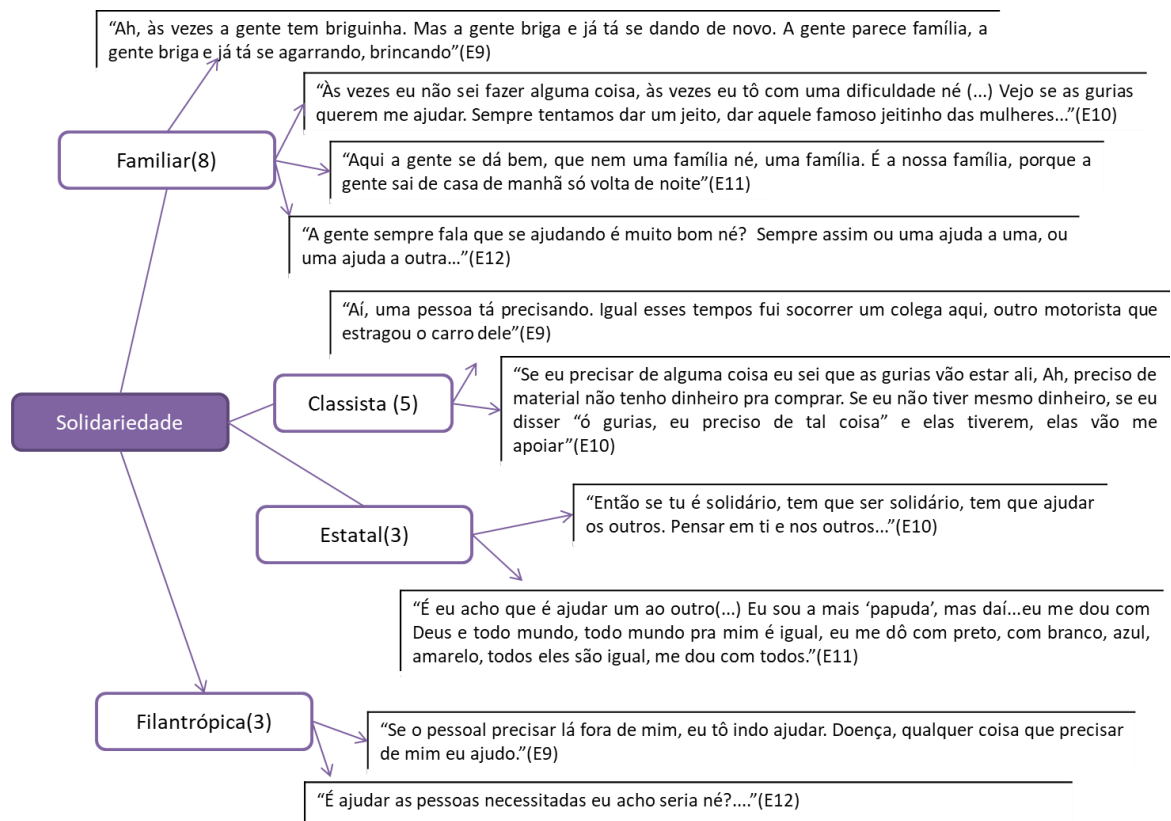 “Ah, às vezes a gente tem briguinha. Mas a gente briga e já tá se dando de novo. A gente parece família, a
gente briga e já tá se agarrando, brincando”(E9)
“Às vezes eu não sei fazer alguma coisa, às vezes eu tô com uma dificuldade né (...) Vejo se as gurias
querem me ajudar. Sempre tentamos dar um jeito, dar aquele famoso jeitinho das mulheres...”(E10)
Familiar(8)
“Aqui a gente se dá bem, que nem uma família né, uma família. É a nossa família, porque a
gente sai de casa de manhã só volta de noite”(E11)
“A gente sempre fala que se ajudando é muito bom né?  Sempre assim ou uma ajuda a uma, ou
uma ajuda a outra...”(E12)
“Aí, uma pessoa tá precisando. Igual esses tempos fui socorrer um colega aqui, outro motorista que
estragou o carro dele”(E9)
Classista (5)
“Se eu precisar de alguma coisa eu sei que as gurias vão estar ali, Ah, preciso de
material não tenho dinheiro pra comprar. Se eu não tiver mesmo dinheiro, se eu
disser “ó gurias, eu preciso de tal coisa” e elas tiverem, elas vão me
apoiar”(E10)
Solidariedade
Estatal(3)
“Então se tu é solidário, tem que ser solidário, tem que ajudar
os outros. Pensar em ti e nos outros...”(E10)
“É eu acho que é ajudar um ao outro(...) Eu sou a mais ‘papuda’, mas daí...eu me dou com
Deus e todo mundo, todo mundo pra mim é igual, eu me dô com preto, com branco, azul,
amarelo, todos eles são igual, me dou com todos.”(E11)
Filantrópica(3)
“Se o pessoal precisar lá fora de mim, eu tô indo ajudar. Doença, qualquer coisa que precisar
de mim eu ajudo.”(E9)
“É ajudar as pessoas necessitadas eu acho seria né?....”(E12)